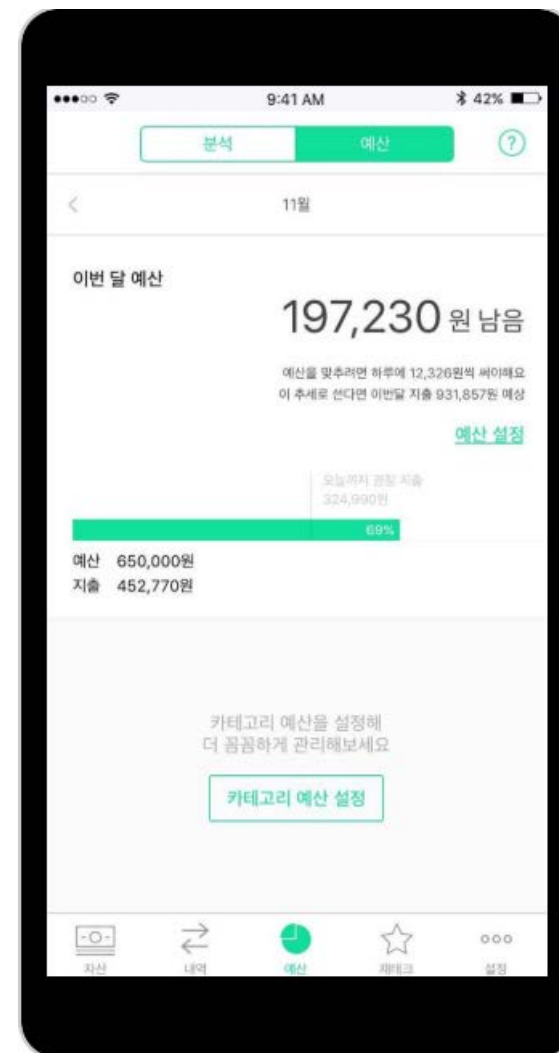 9:41 AM
42%
분석
예산
?
11월
이번 달 예산
197,230 원 남음
예산을 맞추려면 하루에 12,326원씩 써야해요
이 추세로 쓴다면 이번달 지출 931,857원 예상
예산 설정
오늘까지 권장 지출
324,990원
69%
예산 650,000원
지출 452,770원
카테고리 예산을 설정해
더 꼼꼼하게 관리해보세요
카테고리 예산 설정
자산
내역
예산
재테크
설정